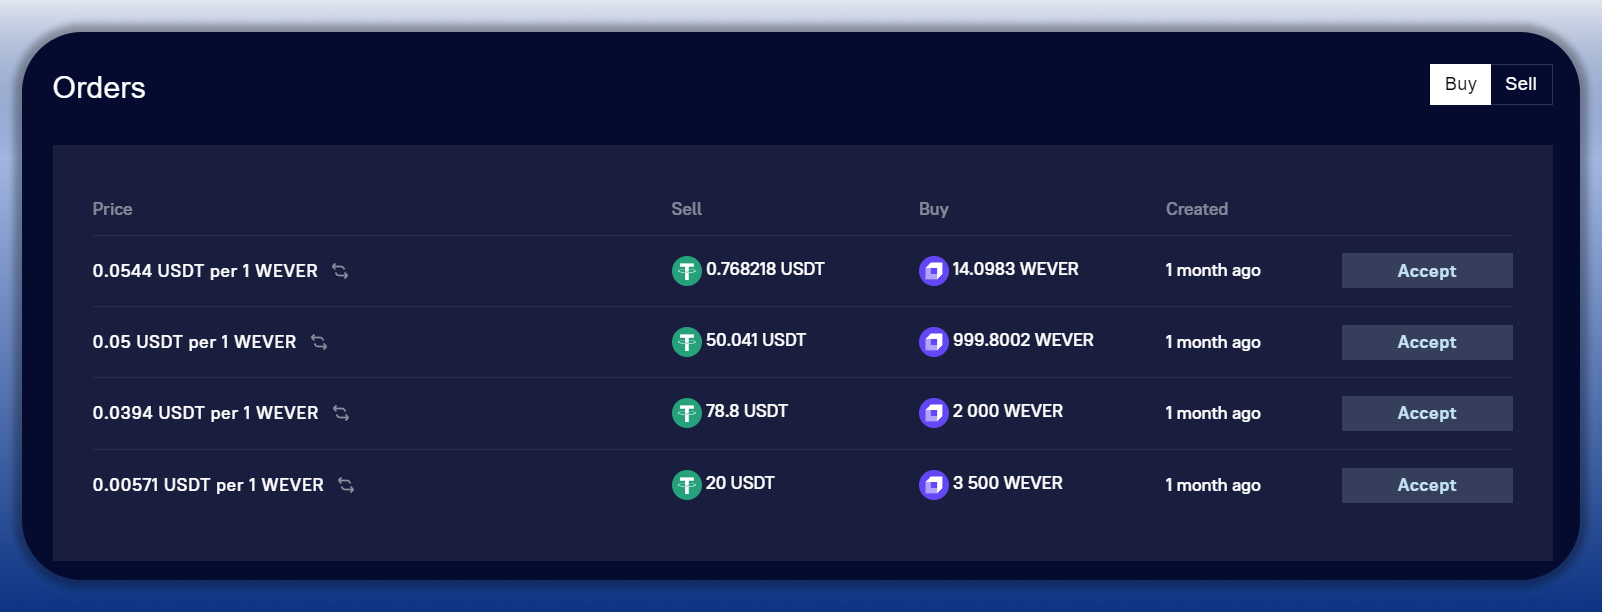 Orders
Buy Sell
Price Sell Buy Created
0.0544 USDT per 1 WEVER 0.768218 USDT 14.0983 WEVER 1 month ago Accept
0.05 USDT per 1 WEVER 50.041 USDT 999.8002 WEVER 1 month ago Accept
0.0394 USDT per 1 WEVER 78.8 USDT 2 000 WEVER 1 month ago Accept
0.00571 USDT per 1 WEVER 20 USDT 3 500 WEVER 1 month ago Accept